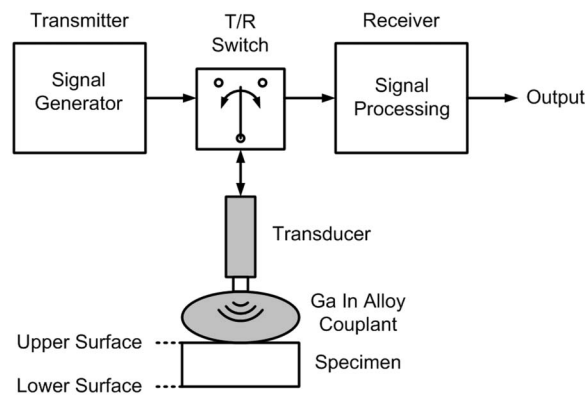 Transmitter
T/R
Switch
Receiver
Signal
Generator
Signal
Processing
Output
Transducer
Ga In Alloy
Couplant
Upper Surface
Specimen
Lower Surface